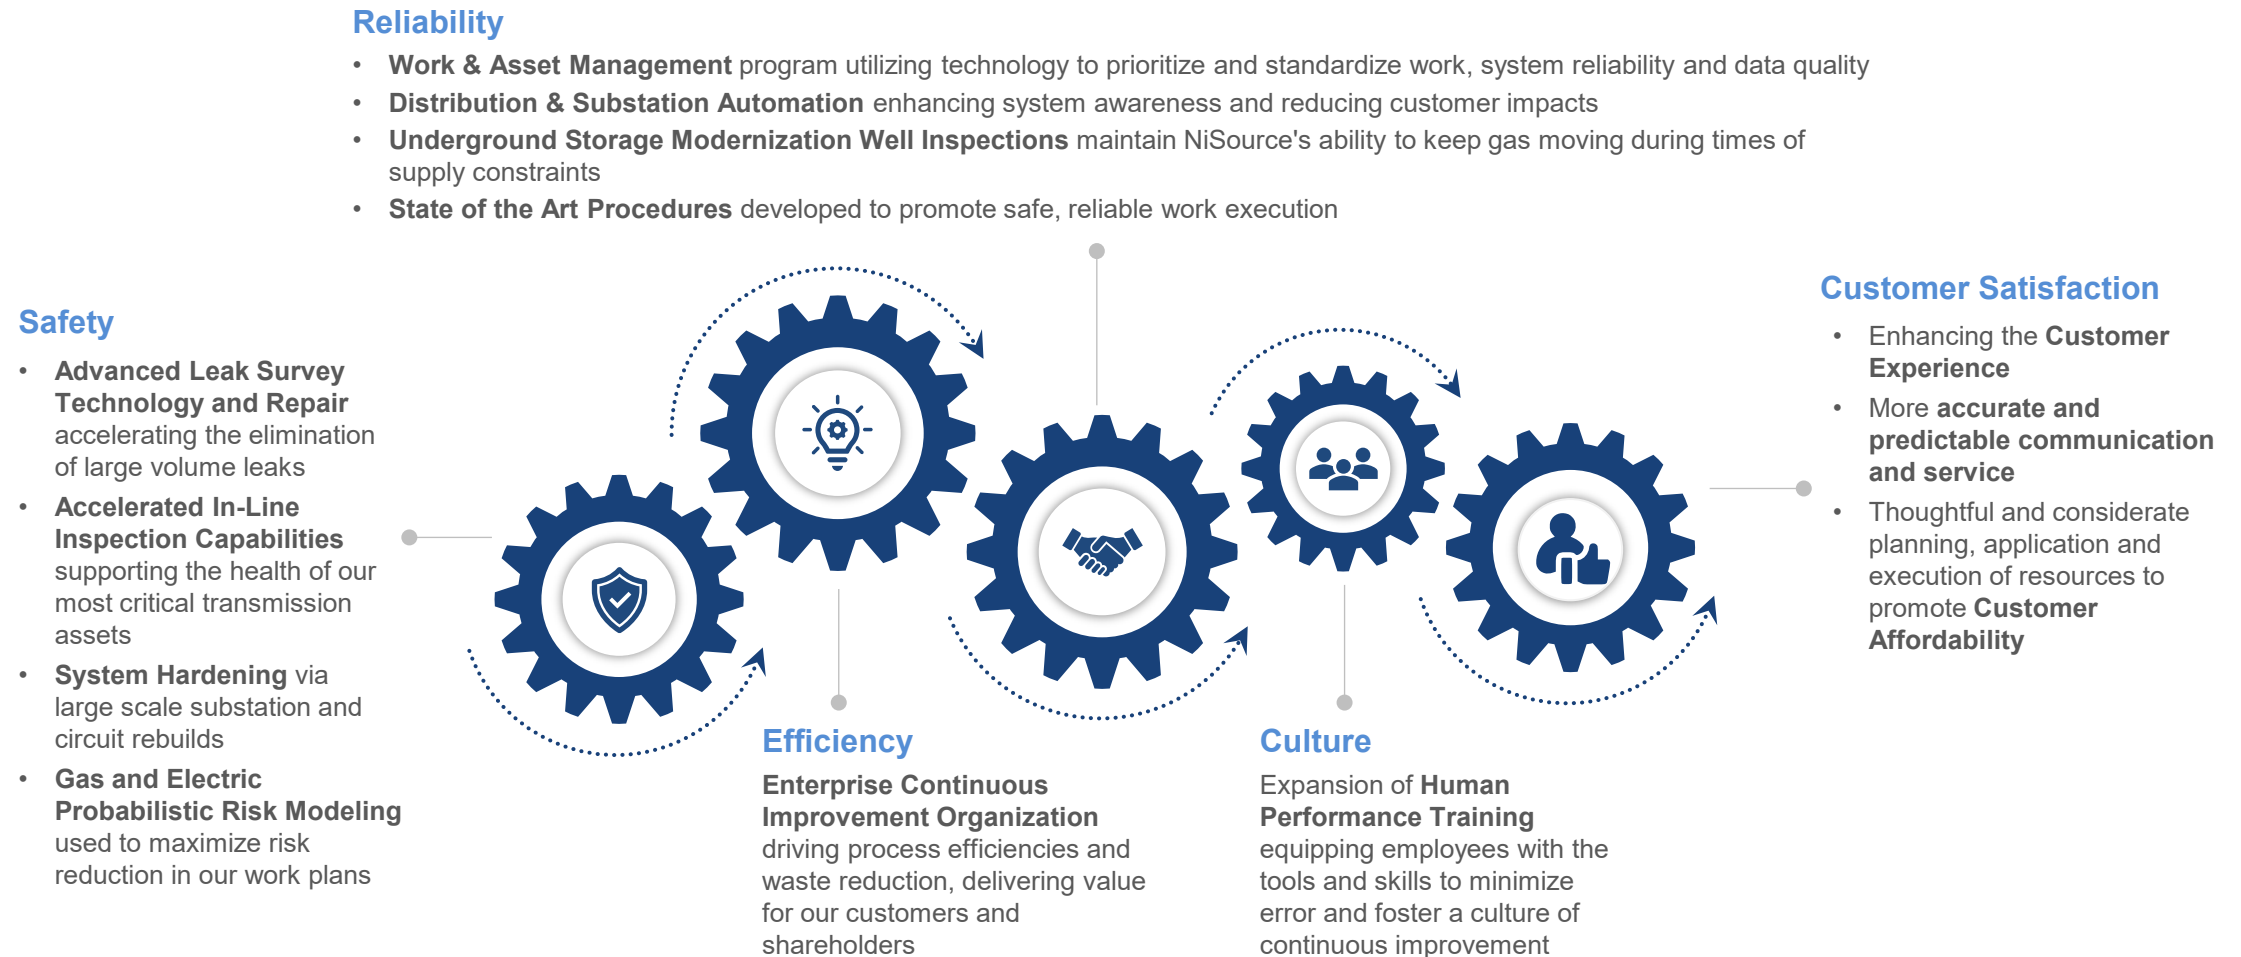 Reliability
• Work & Asset Management program utilizing technology to prioritize and standardize work, system reliability and data quality
• Distribution & Substation Automation enhancing system awareness and reducing customer impacts
• Underground Storage Modernization Well Inspections maintain NiSource's ability to keep gas moving during times of
supply constraints
• State of the Art Procedures developed to promote safe, reliable work execution
Safety
• Advanced Leak Survey
Technology and Repair
accelerating the elimination
of large volume leaks
• Accelerated In-Line
Inspection Capabilities
supporting the health of our
most critical transmission
assets
• System Hardening via
large scale substation and
circuit rebuilds
• Gas and Electric
Probabilistic Risk Modeling
used to maximize risk
reduction in our work plans
Efficiency
Enterprise Continuous
Improvement Organization
driving process efficiencies and
waste reduction, delivering value
for our customers and
shareholders
Culture
Expansion of Human
Performance Training
equipping employees with the
tools and skills to minimize
error and foster a culture of
continuous improvement
Customer Satisfaction
• Enhancing the Customer
Experience
• More accurate and
predictable communication
and service
• Thoughtful and considerate
planning, application and
execution of resources to
promote Customer
Affordability